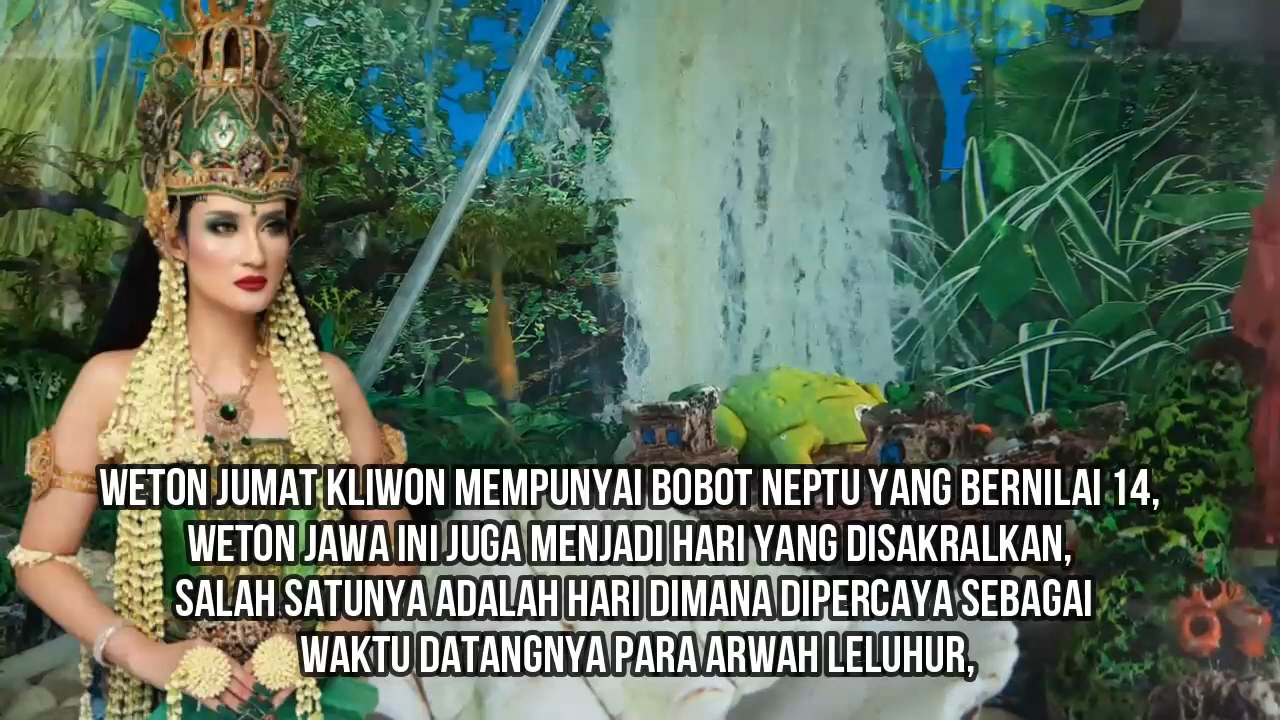 WETON JUMAT KLIWON MEMPUNYAI BOBOT NEPTU YANG BERNILAI 14,
WETON JAWA INI JUGA MENJADI HARI YANG DISAKRALKAN,
SALAH SATUNYA ADALAH HARI DIMANA DIPERCAYA SEBAGAI
WAKTU DATANGNYA PARA ARWAH LELUHUR,